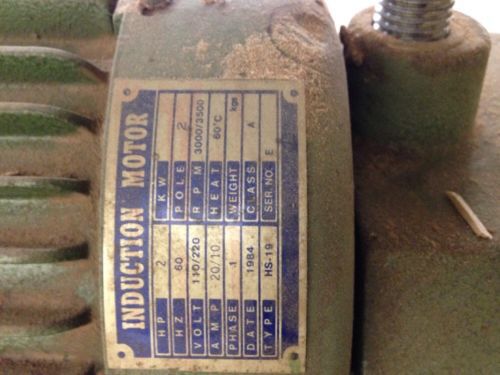 INDUCTION MOTOR
HP 2 KW
HZ 60 POLE 2
VOLT 110/220 RPM 3000/3500
AMP 20/10 HEAT 60°C
PHASE 1 WEIGHT kgs
DATE 1984 CLASS A
TYPE HS-19 SER.NO. E